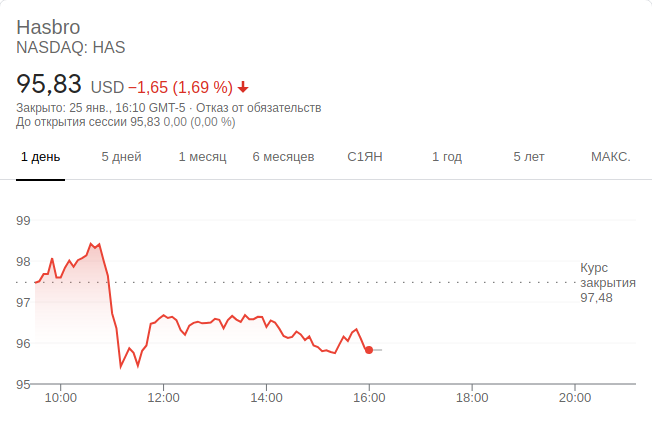 Hasbro
NASDAQ: HAS
95,83 USD −1,65 (1,69 %)
Закрыто: 25 янв., 16:10 GMT-5 · Отказ от обязательств
До открытия сессии 95,83 0,00 (0,00 %)
1 день 5 дней 1 месяц 6 месяцев С1ЯН 1 год 5 лет МАКС.
99
98
Курс
закрытия
97,48
97
96
95
10:00 12:00 14:00 16:00 18:00 20:00